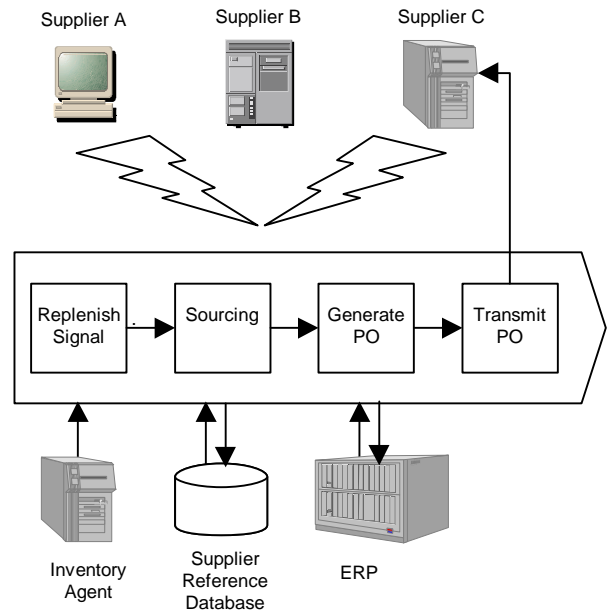 Supplier A
Supplier B
Supplier C
Replenish
Signal
Sourcing
Generate
PO
Transmit
PO
Inventory
Agent
Supplier
Reference
Database
ERP